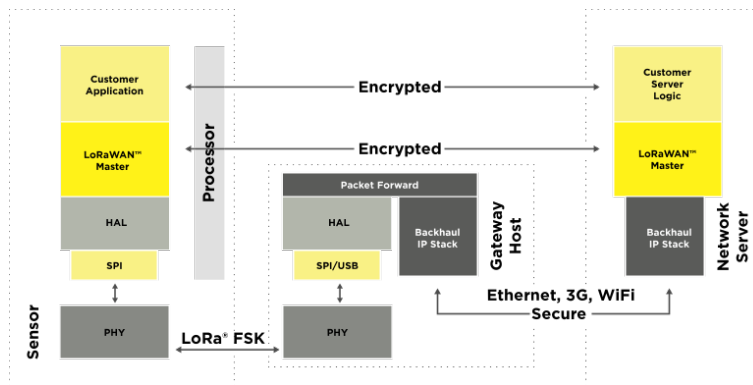 Customer
Application
LoRaWAN™
Master
HAL
SPI
PHY
Sensor
Processor
Encrypted
Encrypted
LoRa® FSK
Packet Forward
HAL
SPI/USB
PHY
Backhaul
IP Stack
Gateway
Host
Ethernet, 3G, WiFi
Secure
Customer
Server
Logic
LoRaWAN™
Master
Backhaul
IP Stack
Network
Server